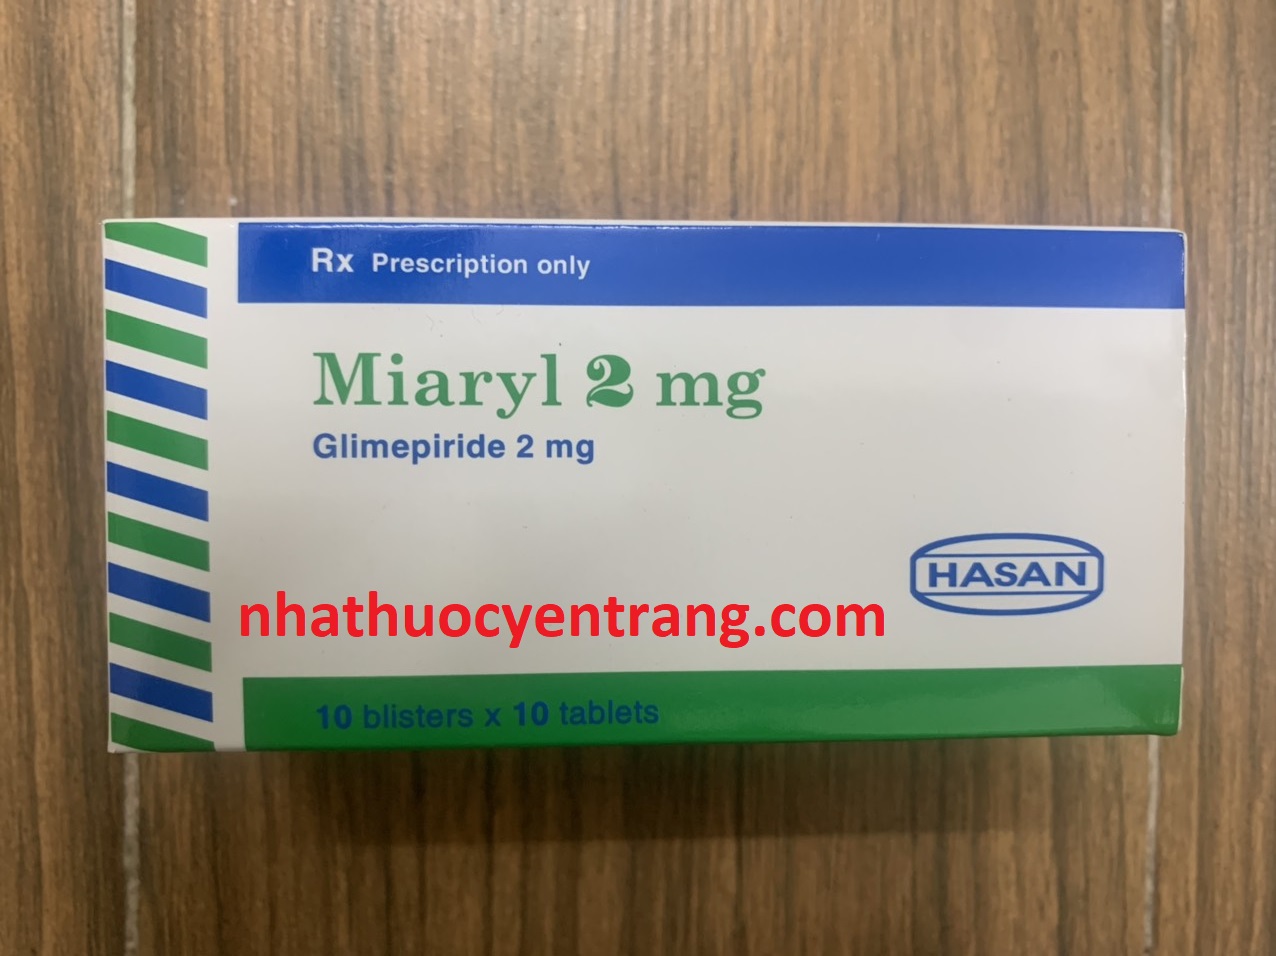 Rx Prescription only
Miaryl 2 mg
Glimepiride 2 mg
HASAN
nhathuocyentrang.com
10 blisters x 10 tablets